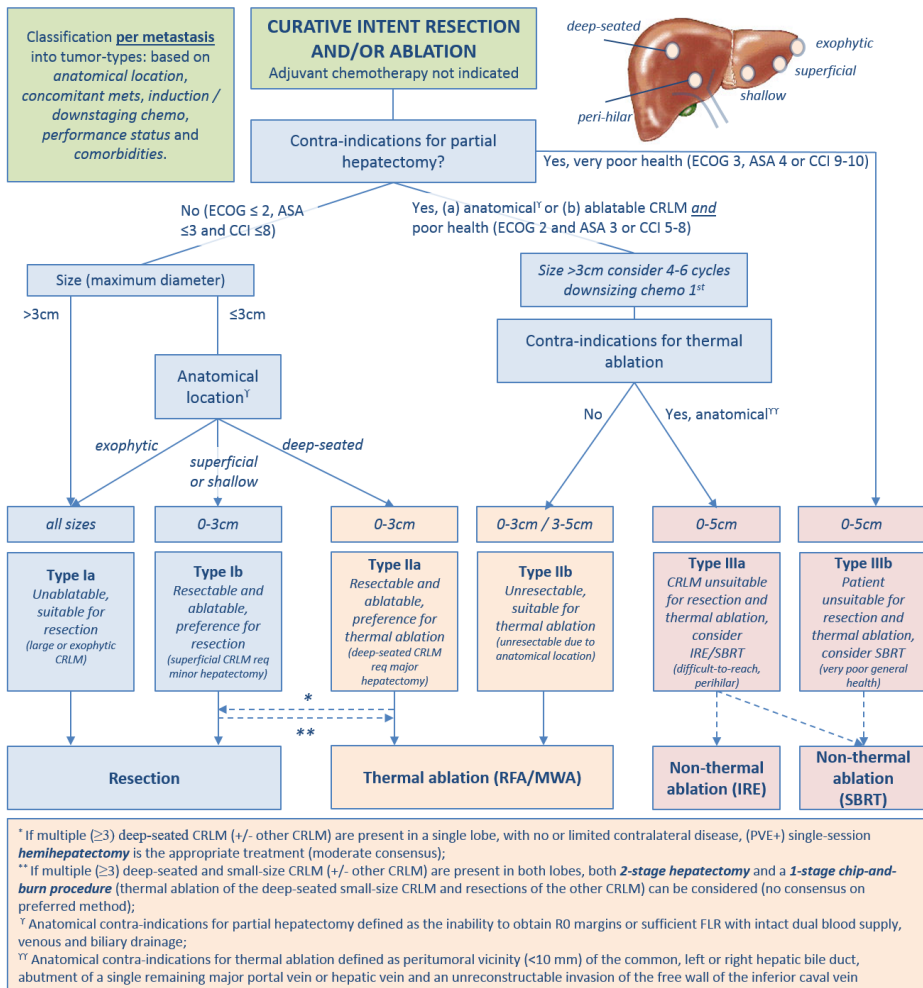 Classification per metastasis
into tumor-types: based on
anatomical location,
concomitant mets, induction /
downstaging chemo,
performance status and
comorbidities.
CURATIVE INTENT RESECTION
AND/OR ABLATION
Adjuvant chemotherapy not indicated
deep-seated
exophytic
superficial
shallow
peri-hilar
Contra-indications for partial
hepatectomy?
Yes, very poor health (ECOG 3, ASA 4 or CCI 9-10)
No (ECOG ≤ 2, ASA
≤3 and CCI ≤8)
Yes, (a) anatomicalϒ or (b) ablatable CRLM and
poor health (ECOG 2 and ASA 3 or CCI 5-8)
Size (maximum diameter)
Size >3cm consider 4-6 cycles
downsizing chemo 1st
>3cm
≤3cm
Contra-indications for thermal
ablation
Anatomical
locationϒ
No
Yes, anatomicalϒϒ
exophytic
superficial
or shallow
deep-seated
all sizes
0-3cm
0-3cm
0-3cm / 3-5cm
0-5cm
0-5cm
Type Ia
Unablatable,
suitable for
resection
(large or exophytic
CRLM)
Type Ib
Resectable and
ablatable,
preference for
resection
(superficial CRLM req
minor hepatectomy)
Type IIa
Resectable and
ablatable,
preference for
thermal ablation
(deep-seated CRLM
req major
hepatectomy)
Type IIb
Unresectable,
suitable for
thermal ablation
(unresectable due to
anatomical location)
Type IIIa
CRLM unsuitable
for resection and
thermal ablation,
consider
IRE/SBRT
(difficult-to-reach,
perihilar)
Type IIIb
Patient
unsuitable for
resection and
thermal ablation,
consider SBRT
(very poor general
health)
*
**
Resection
Thermal ablation (RFA/MWA)
Non-thermal
ablation (IRE)
Non-thermal
ablation
(SBRT)
* If multiple (≥3) deep-seated CRLM (+/- other CRLM) are present in a single lobe, with no or limited contralateral disease, (PVE+) single-session
hemihepatectomy is the appropriate treatment (moderate consensus);
** If multiple (≥3) deep-seated and small-size CRLM (+/- other CRLM) are present in both lobes, both 2-stage hepatectomy and a 1-stage chip-and-
burn procedure (thermal ablation of the deep-seated small-size CRLM and resections of the other CRLM) can be considered (no consensus on
preferred method);
ϒ Anatomical contra-indications for partial hepatectomy defined as the inability to obtain R0 margins or sufficient FLR with intact dual blood supply,
venous and biliary drainage;
ϒϒ Anatomical contra-indications for thermal ablation defined as peritumoral vicinity (<10 mm) of the common, left or right hepatic bile duct,
abutment of a single remaining major portal vein or hepatic vein and an unreconstructable invasion of the free wall of the inferior caval vein